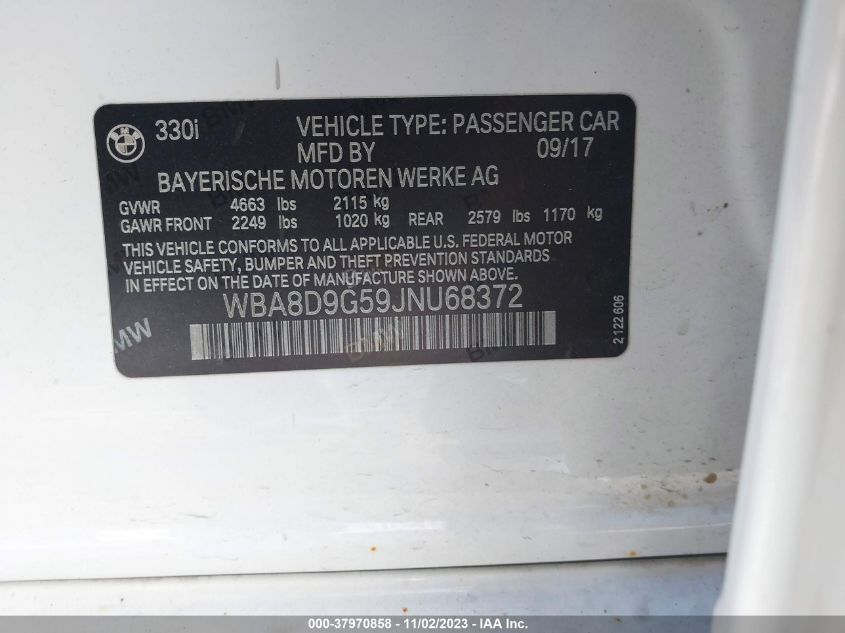 330i VEHICLE TYPE: PASSENGER CAR
MFD BY 09/17
BAYERISCHE MOTOREN WERKE AG
GVWR 4663 lbs 2115 kg
GAWR FRONT 2249 lbs 1020 kg REAR 2579 lbs 1170 kg
THIS VEHICLE CONFORMS TO ALL APPLICABLE U.S. FEDERAL MOTOR
VEHICLE SAFETY, BUMPER AND THEFT PREVENTION STANDARDS
IN EFFECT ON THE DATE OF MANUFACTURE SHOWN ABOVE.
WBA8D9G59JNU68372
2 122 606
000-37970858 - 11/02/2023 - IAAI.COM